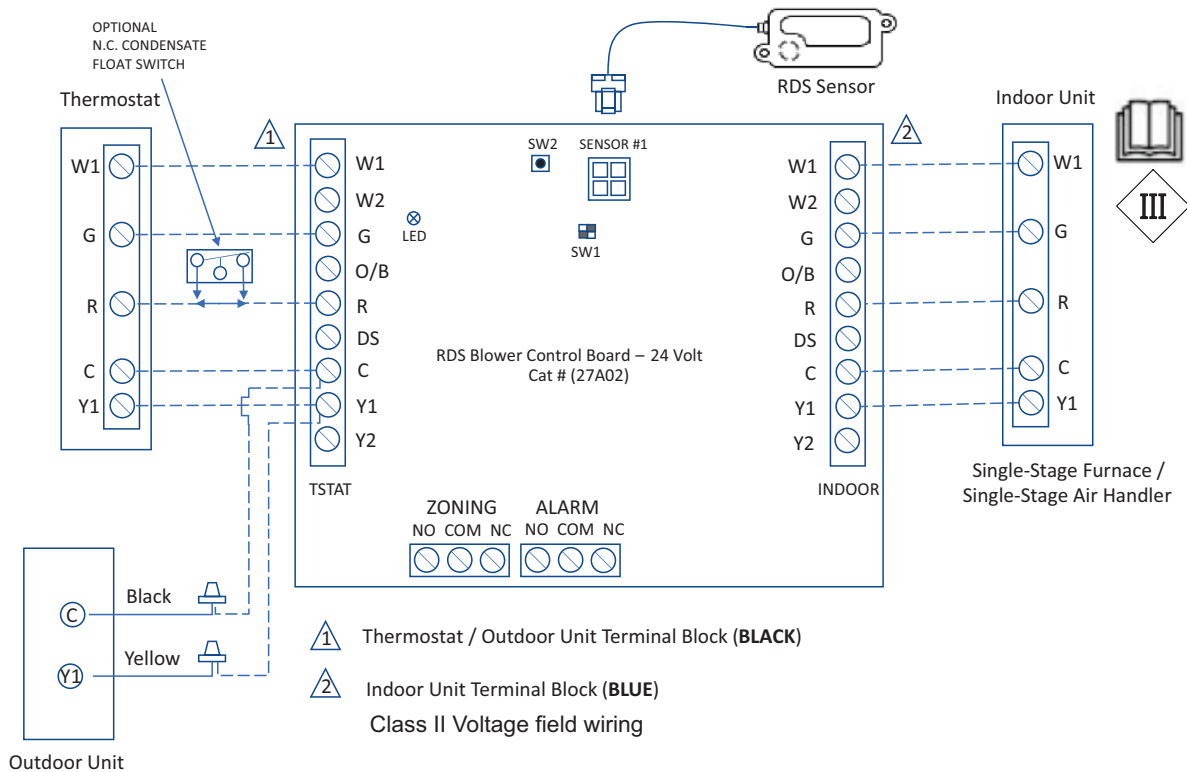 OPTIONAL
N.C. CONDENSATE
FLOAT SWITCH
RDS Sensor
Thermostat
Indoor Unit
1
2
III
SW2
SENSOR #1
SW1
LED
W1
G
R
C
Y1
W1
W2
G
O/B
R
DS
C
Y1
Y2
TSTAT
RDS Blower Control Board – 24 Volt
Cat # (27A02)
W1
W2
G
O/B
R
DS
C
Y1
Y2
INDOOR
W1
G
R
C
Y1
Single-Stage Furnace /
Single-Stage Air Handler
ZONING
NO COM NC
ALARM
NO COM NC
C
Black
Y1
Yellow
Outdoor Unit
1 Thermostat / Outdoor Unit Terminal Block (BLACK)
2 Indoor Unit Terminal Block (BLUE)
Class II Voltage field wiring